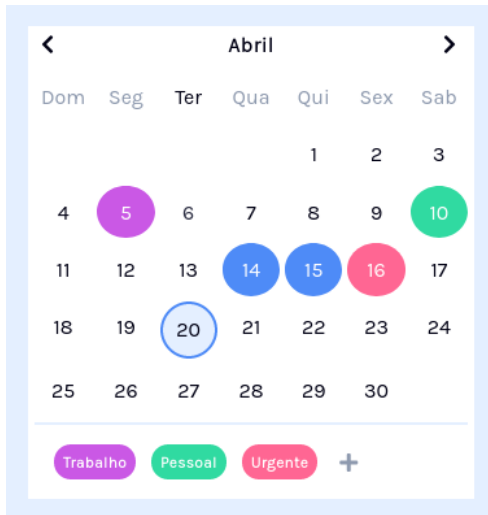 Abril
Dom Seg Ter Qua Qui Sex Sab
1 2 3
4 5 6 7 8 9 10
11 12 13 14 15 16 17
18 19 20 21 22 23 24
25 26 27 28 29 30
Trabalho Pessoal Urgente +